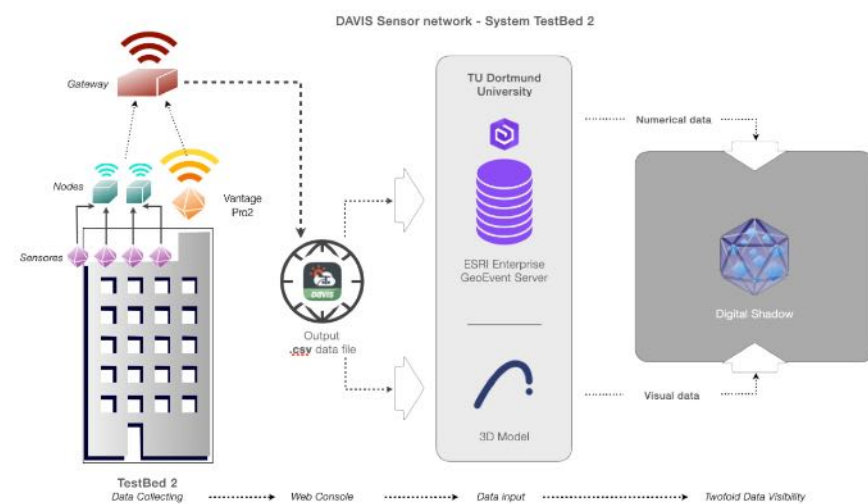 DAVIS Sensor network - System TestBed 2
Gateway
TU Dortmund
University
Numerical data
Nodes
Vantage
Pro2
Sensores
DAVIS
ESRI Enterprise
GeoEvent Server
Digital Shadow
Output
.csv data file
Visual data
3D Model
TestBed 2
Data Collecting
Web Console
Data input
Twofold Data Visibility